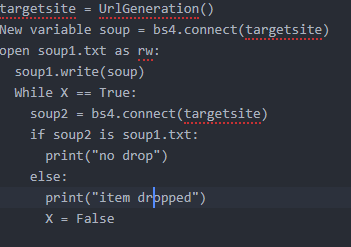 targetsite = UrlGeneration()
New variable soup = bs4.connect(targetsite)
open soup1.txt as rw:
soup1.write(soup)
While X == True:
soup2 = bs4.connect(targetsite)
if soup2 is soup1.txt:
print("no drop")
else:
print("item dropped")
X = False